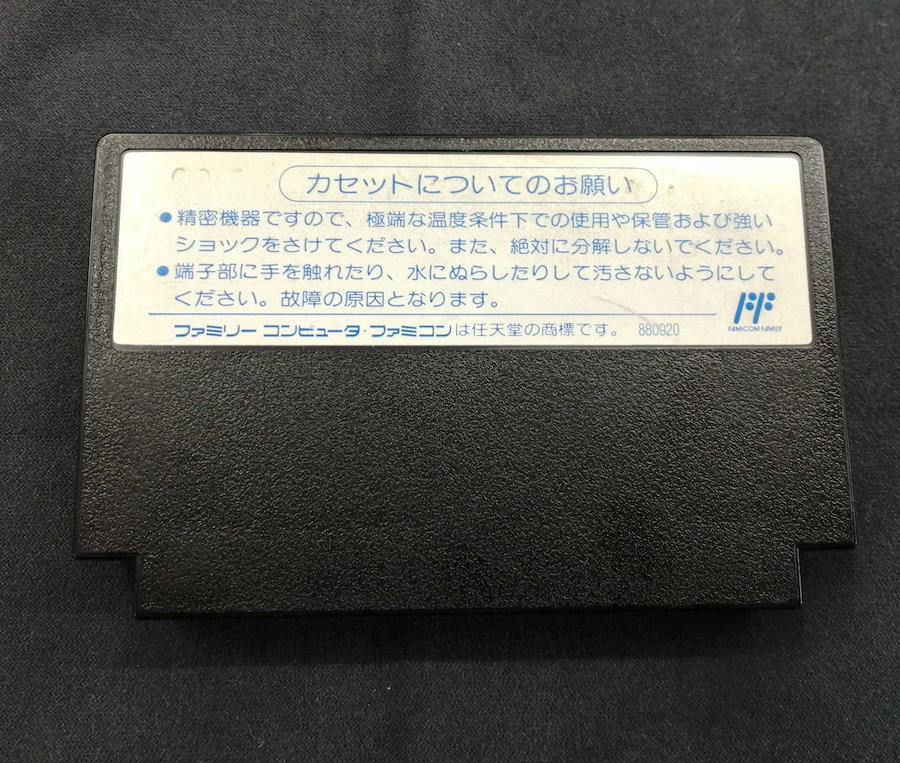 カセットについてのお願い
●精密機器ですので、極端な温度条件下での使用や保管および強い
ショックをさけてください。また、絶対に分解しないでください。
●端子部に手を触れたり、水にぬらしたりして汚さないようにして
ください。故障の原因となります。
FAMICOM FAMILY
ファミリー コンピュータ・ファミコンは任天堂の商標です。 880920